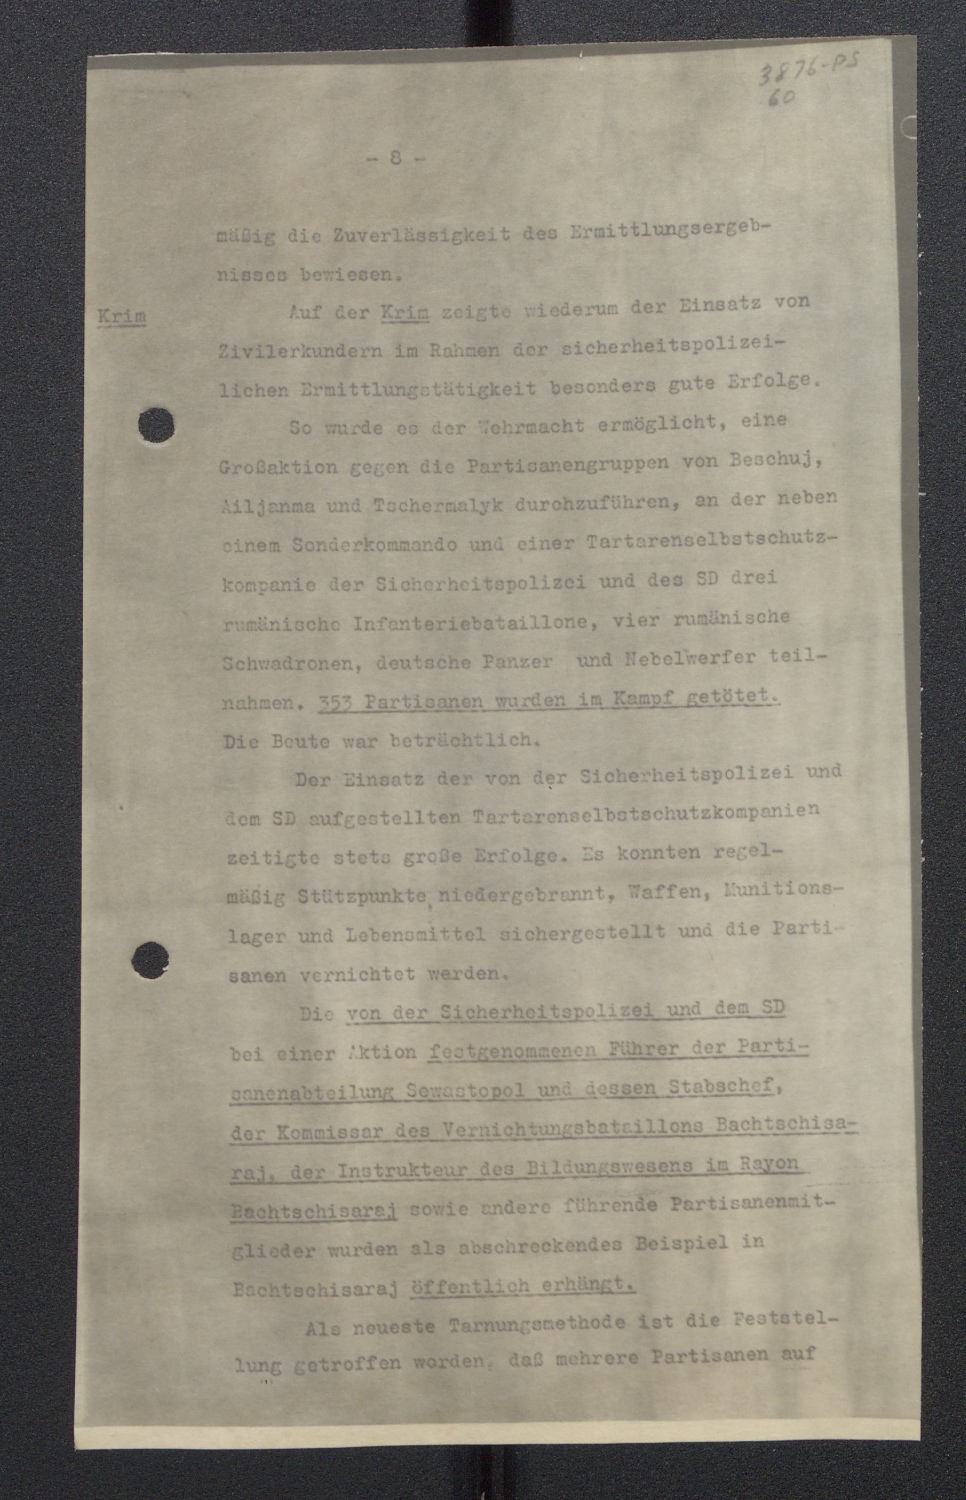 3876-PS
60
- 8 -
mäßig die Zuverlässigkeit des Ermittlungsergeb-
nisses bewiesen.
Krim
Auf der Krim zeigte wiederum der Einsatz von
Zivilerkundern im Rahmen der sicherheitspolizei-
lichen Ermittlungstätigkeit besonders gute Erfolge.
So wurde es der Wehrmacht ermöglicht, eine
Großaktion gegen die Partisanengruppen von Beschuj,
Ailjanma und Tschermalyk durchzuführen, an der neben
einem Sonderkommando und einer Tartarenselbstschutz-
kompanie der Sicherheitspolizei und des SD drei
rumänische Infanteriebataillone, vier rumänische
Schwadronen, deutsche Panzer und Nebelwerfer teil-
nahmen. 353 Partisanen wurden im Kampf getötet.
Die Beute war beträchtlich.
Der Einsatz der von der Sicherheitspolizei und
dem SD aufgestellten Tartarenselbstschutzkompanien
zeitigte stets große Erfolge. Es konnten regel-
mäßig Stützpunkte niedergebrannt, Waffen, Munitions-
lager und Lebensmittel sichergestellt und die Parti-
sanen vernichtet werden.
Die von der Sicherheitspolizei und dem SD
bei einer Aktion festgenommenen Führer der Parti-
sanenabteilung Sewastopol und dessen Stabschef,
der Kommissar des Vernichtungsbataillons Bachtschisa-
raj, der Instrukteur des Bildungswesens im Rayon
Bachtschisaraj sowie andere führende Partisanenmit-
glieder wurden als abschreckendes Beispiel in
Bachtschisaraj öffentlich erhängt.
Als neueste Tarnungsmethode ist die Feststel-
lung getroffen worden, daß mehrere Partisanen auf